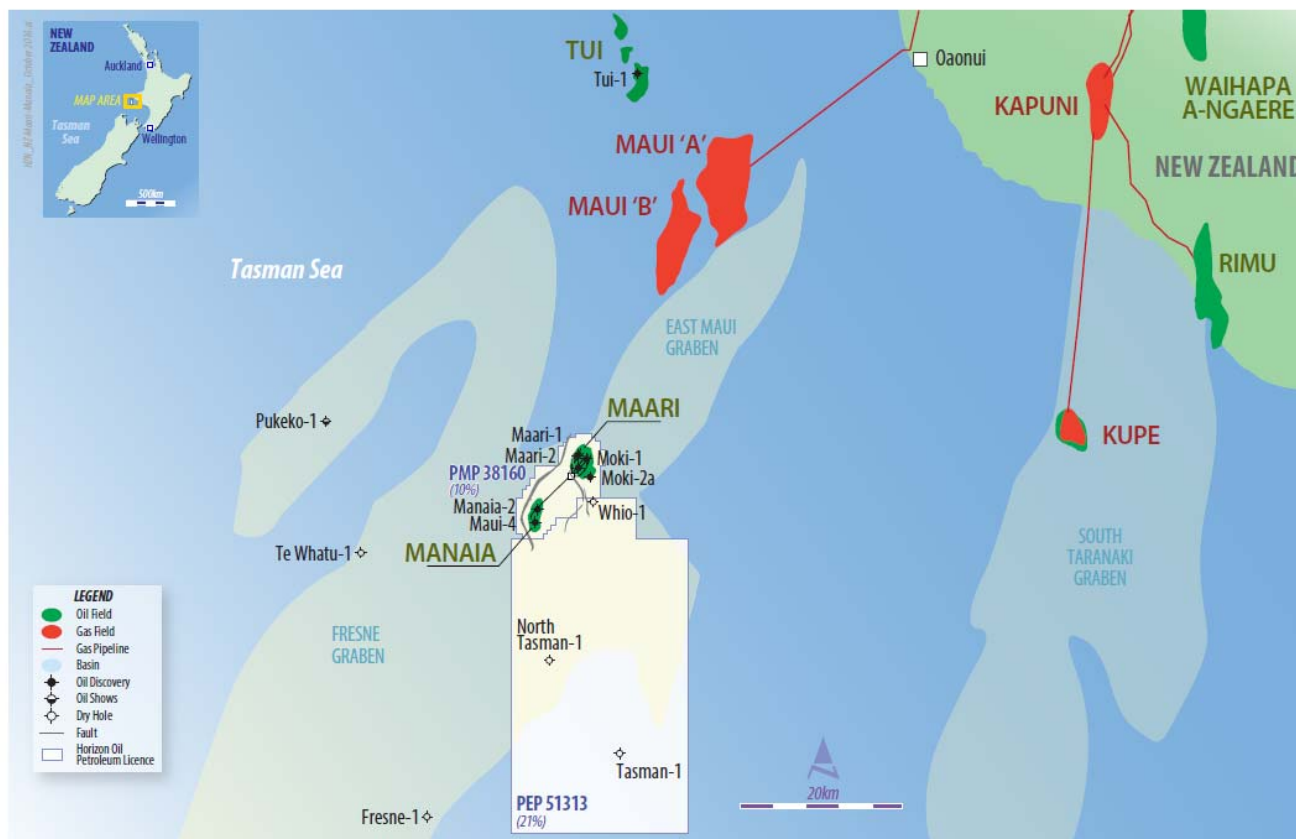 NEW
ZEALAND
Auckland
MAP AREA
Tasman
Sea
Wellington
500km
TUI
Tui-1
Oaonui
WAIHAPA
A-NGAERE
KAPUNI
NEW ZEALAND
MAUI 'A'
MAUI 'B'
Tasman Sea
RIMU
EAST MAUI
GRABEN
Pukeko-1
MAARI
KUPE
Maari-1
Maari-2
Moki-1
Moki-2a
PMP 38160
(10%)
Manaia-2
Maui-4
Whio-1
Te Whatu-1
MANAIA
SOUTH
TARANAKI
GRABEN
LEGEND
Oil Field
Gas Field
Gas Pipeline
Basin
Oil Discovery
Oil Shows
Dry Hole
Fault
Horizon Oil
Petroleum Licence
FRESNE
GRABEN
North
Tasman-1
Tasman-1
20km
PEP 51313
(21%)
Fresne-1